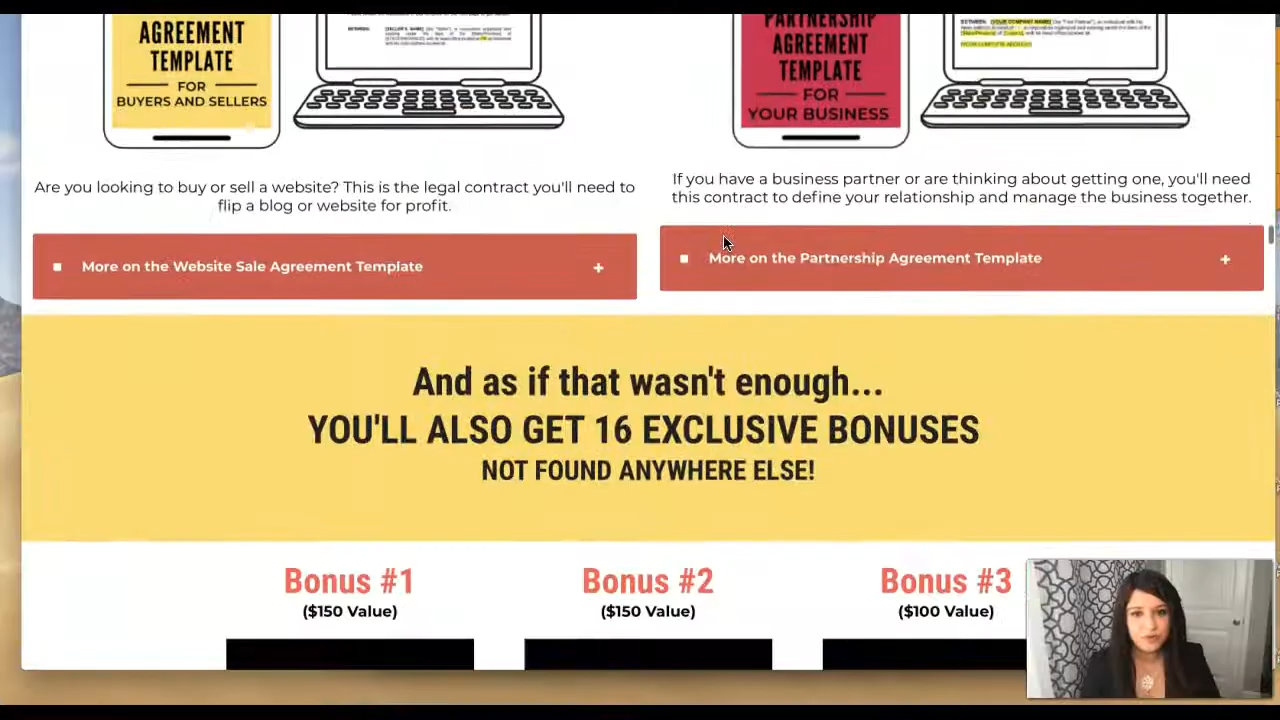 AGREEMENT
TEMPLATE
FOR
BUYERS AND SELLERS
PARTNERSHIP
AGREEMENT
TEMPLATE
FOR
YOUR BUSINESS
Are you looking to buy or sell a website? This is the legal contract you'll need to
flip a blog or website for profit.
If you have a business partner or are thinking about getting one, you'll need
this contract to define your relationship and manage the business together.
More on the Website Sale Agreement Template
+
More on the Partnership Agreement Template
+
And as if that wasn't enough...
YOU'LL ALSO GET 16 EXCLUSIVE BONUSES
NOT FOUND ANYWHERE ELSE!
Bonus #1
($150 Value)
Bonus #2
($150 Value)
Bonus #3
($100 Value)